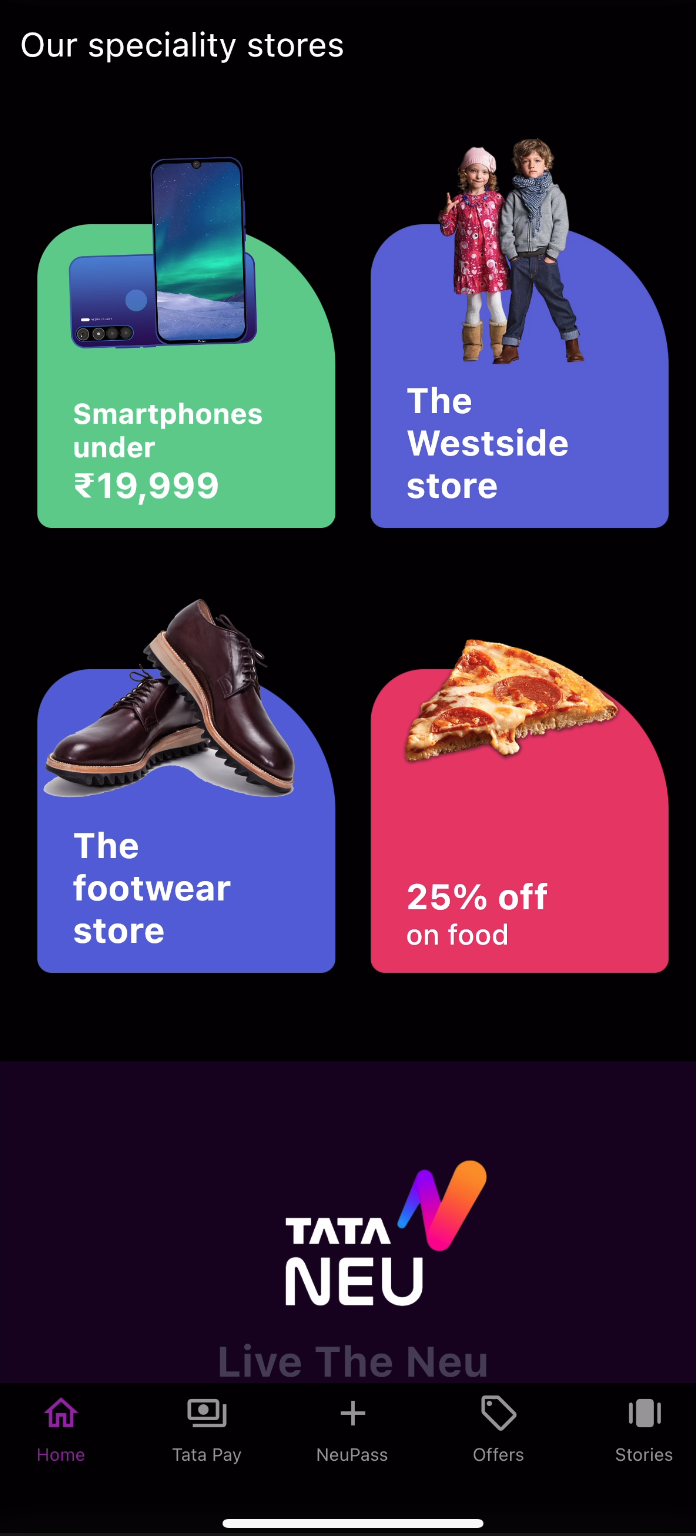 Our speciality stores
Smartphones
under
₹19,999
The
Westside
store
The
footwear
store
25% off
on food
TATA
NEU
Live The Neu
Home
Tata Pay
NeuPass
Offers
Stories